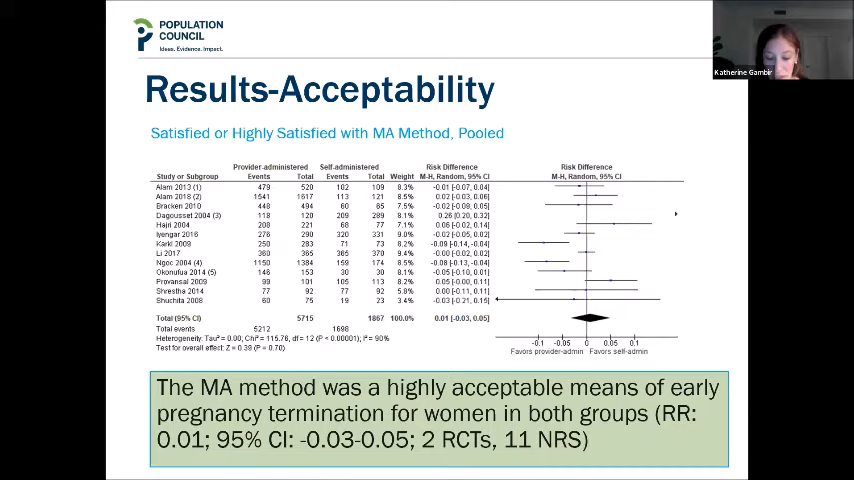 POPULATION
COUNCIL
Ideas. Evidence. Impact.
Katherine Gambir
Results-Acceptability
Satisfied or Highly Satisfied with MA Method, Pooled
Provider-administered Self-administered Risk Difference Risk Difference
Study or Subgroup Events Total Events Total Weight M-H, Random, 95% CI M-H, Random, 95% CI
Alam 2013 (1) 479 520 102 109 8.3% -0.01 [-0.07, 0.04]
Alam 2018 (2) 1541 1617 113 121 8.4% 0.02 [-0.03, 0.06]
Bracken 2010 448 494 60 65 7.4% -0.02 [-0.09, 0.05]
Dagousset 2004 (3) 118 120 209 289 8.2% 0.26 [0.20, 0.32]
Hajri 2004 208 221 68 77 7.3% 0.06 [-0.02, 0.14]
Iyengar 2016 276 290 320 331 8.9% -0.02 [-0.05, 0.02]
Karki 2009 250 283 71 73 8.3% -0.09 [-0.14, -0.04]
Li 2017 360 365 365 370 9.2% -0.00 [-0.02, 0.02]
Ngoc 2004 (4) 1150 1384 159 174 8.4% -0.08 [-0.13, -0.04]
Okonufua 2014 (5) 146 153 30 30 8.1% -0.05 [-0.10, 0.01]
Provansal 2009 99 101 105 113 8.4% 0.05 [-0.00, 0.11]
Shrestha 2014 77 92 77 92 5.9% 0.00 [-0.11, 0.11]
Shuchita 2008 60 75 19 23 3.4% -0.03 [-0.21, 0.15]
Total (95% CI) 5715 1867 100.0% 0.01 [-0.03, 0.05]
Total events 5212 1698
Heterogeneity: Tau² = 0.00; Chi² = 115.76, df = 12 (P < 0.00001); I² = 90%
Test for overall effect: Z = 0.39 (P = 0.70)
-0.1 -0.05 0 0.05 0.1
Favors provider-admin Favors self-admin
The MA method was a highly acceptable means of early
pregnancy termination for women in both groups (RR:
0.01; 95% CI: -0.03-0.05; 2 RCTs, 11 NRS)